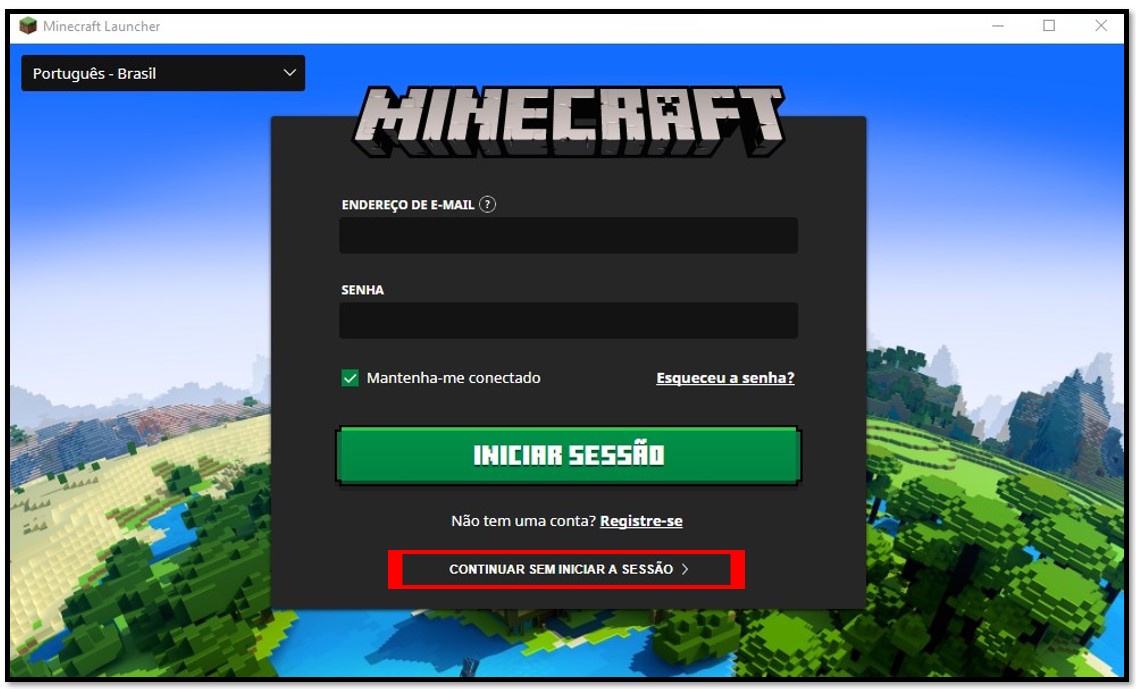 Minecraft Launcher
Português - Brasil
MINECRAFT
ENDEREÇO DE E-MAIL ?
SENHA
Mantenha-me conectado
Esqueceu a senha?
INICIAR SESSÃO
Não tem uma conta? Registre-se
CONTINUAR SEM INICIAR A SESSÃO >